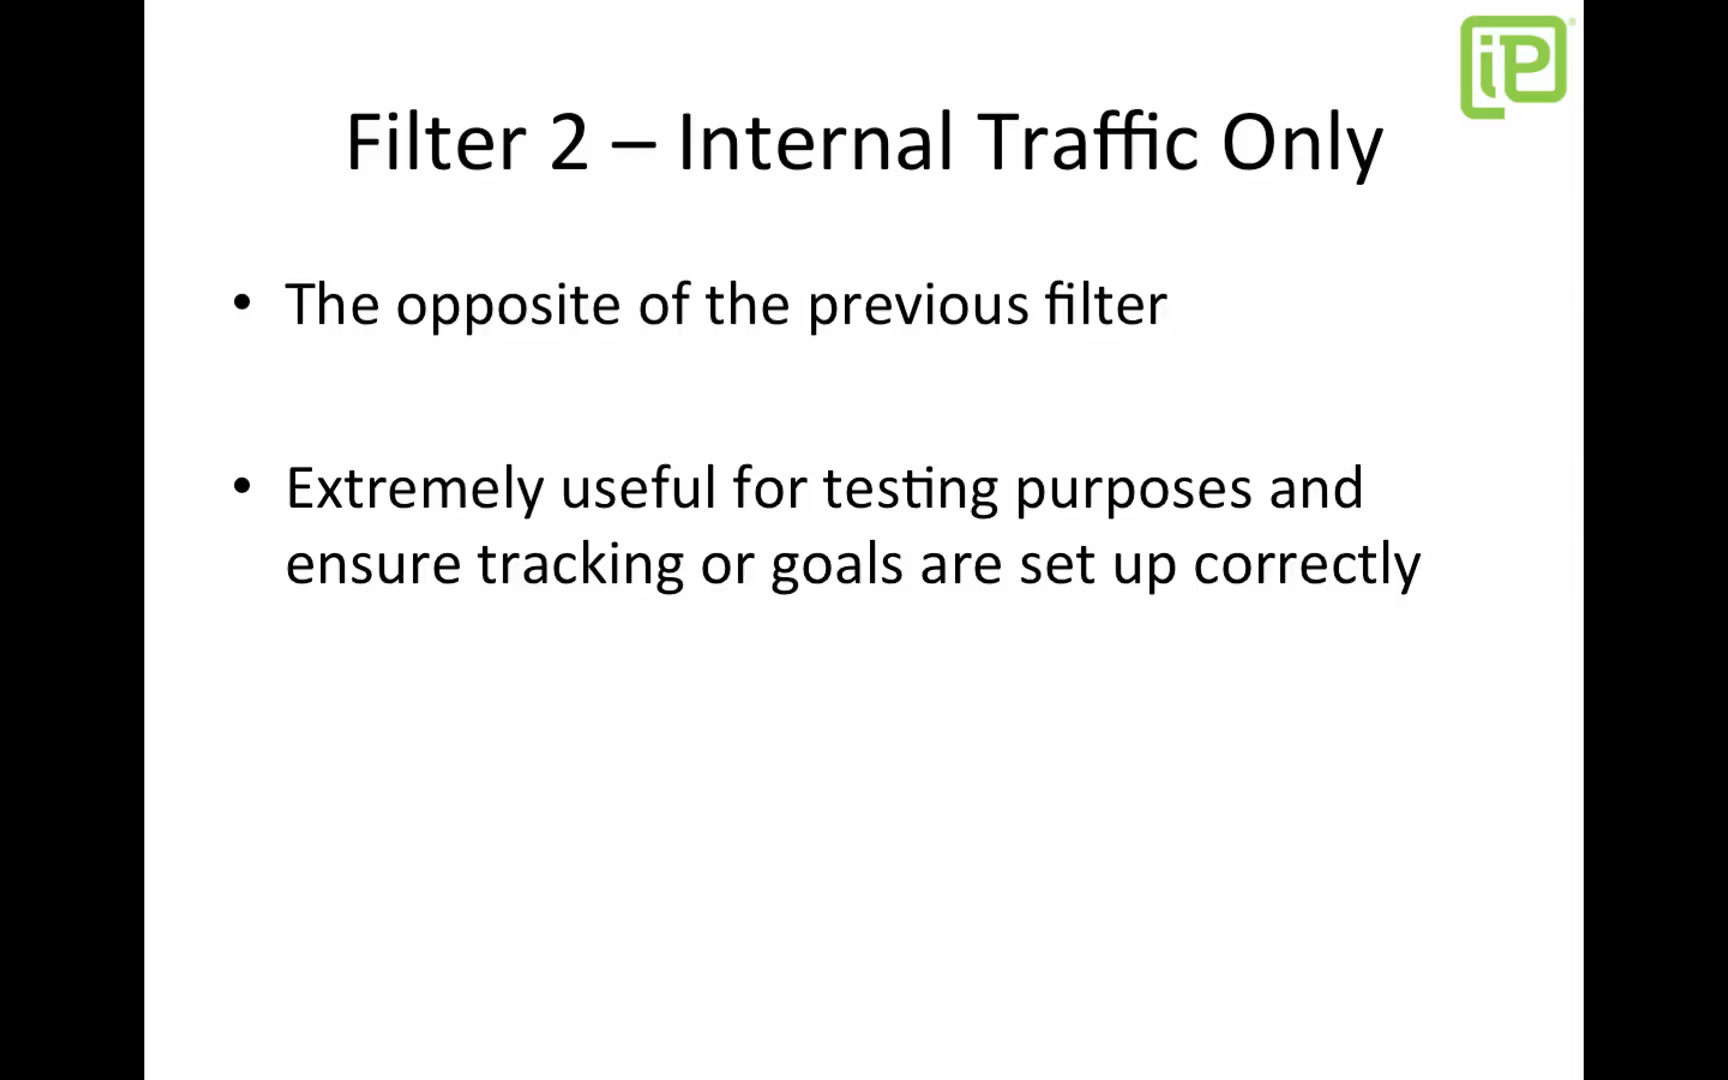 iP®
Filter 2 – Internal Traffic Only
• The opposite of the previous filter
• Extremely useful for testing purposes and
ensure tracking or goals are set up correctly